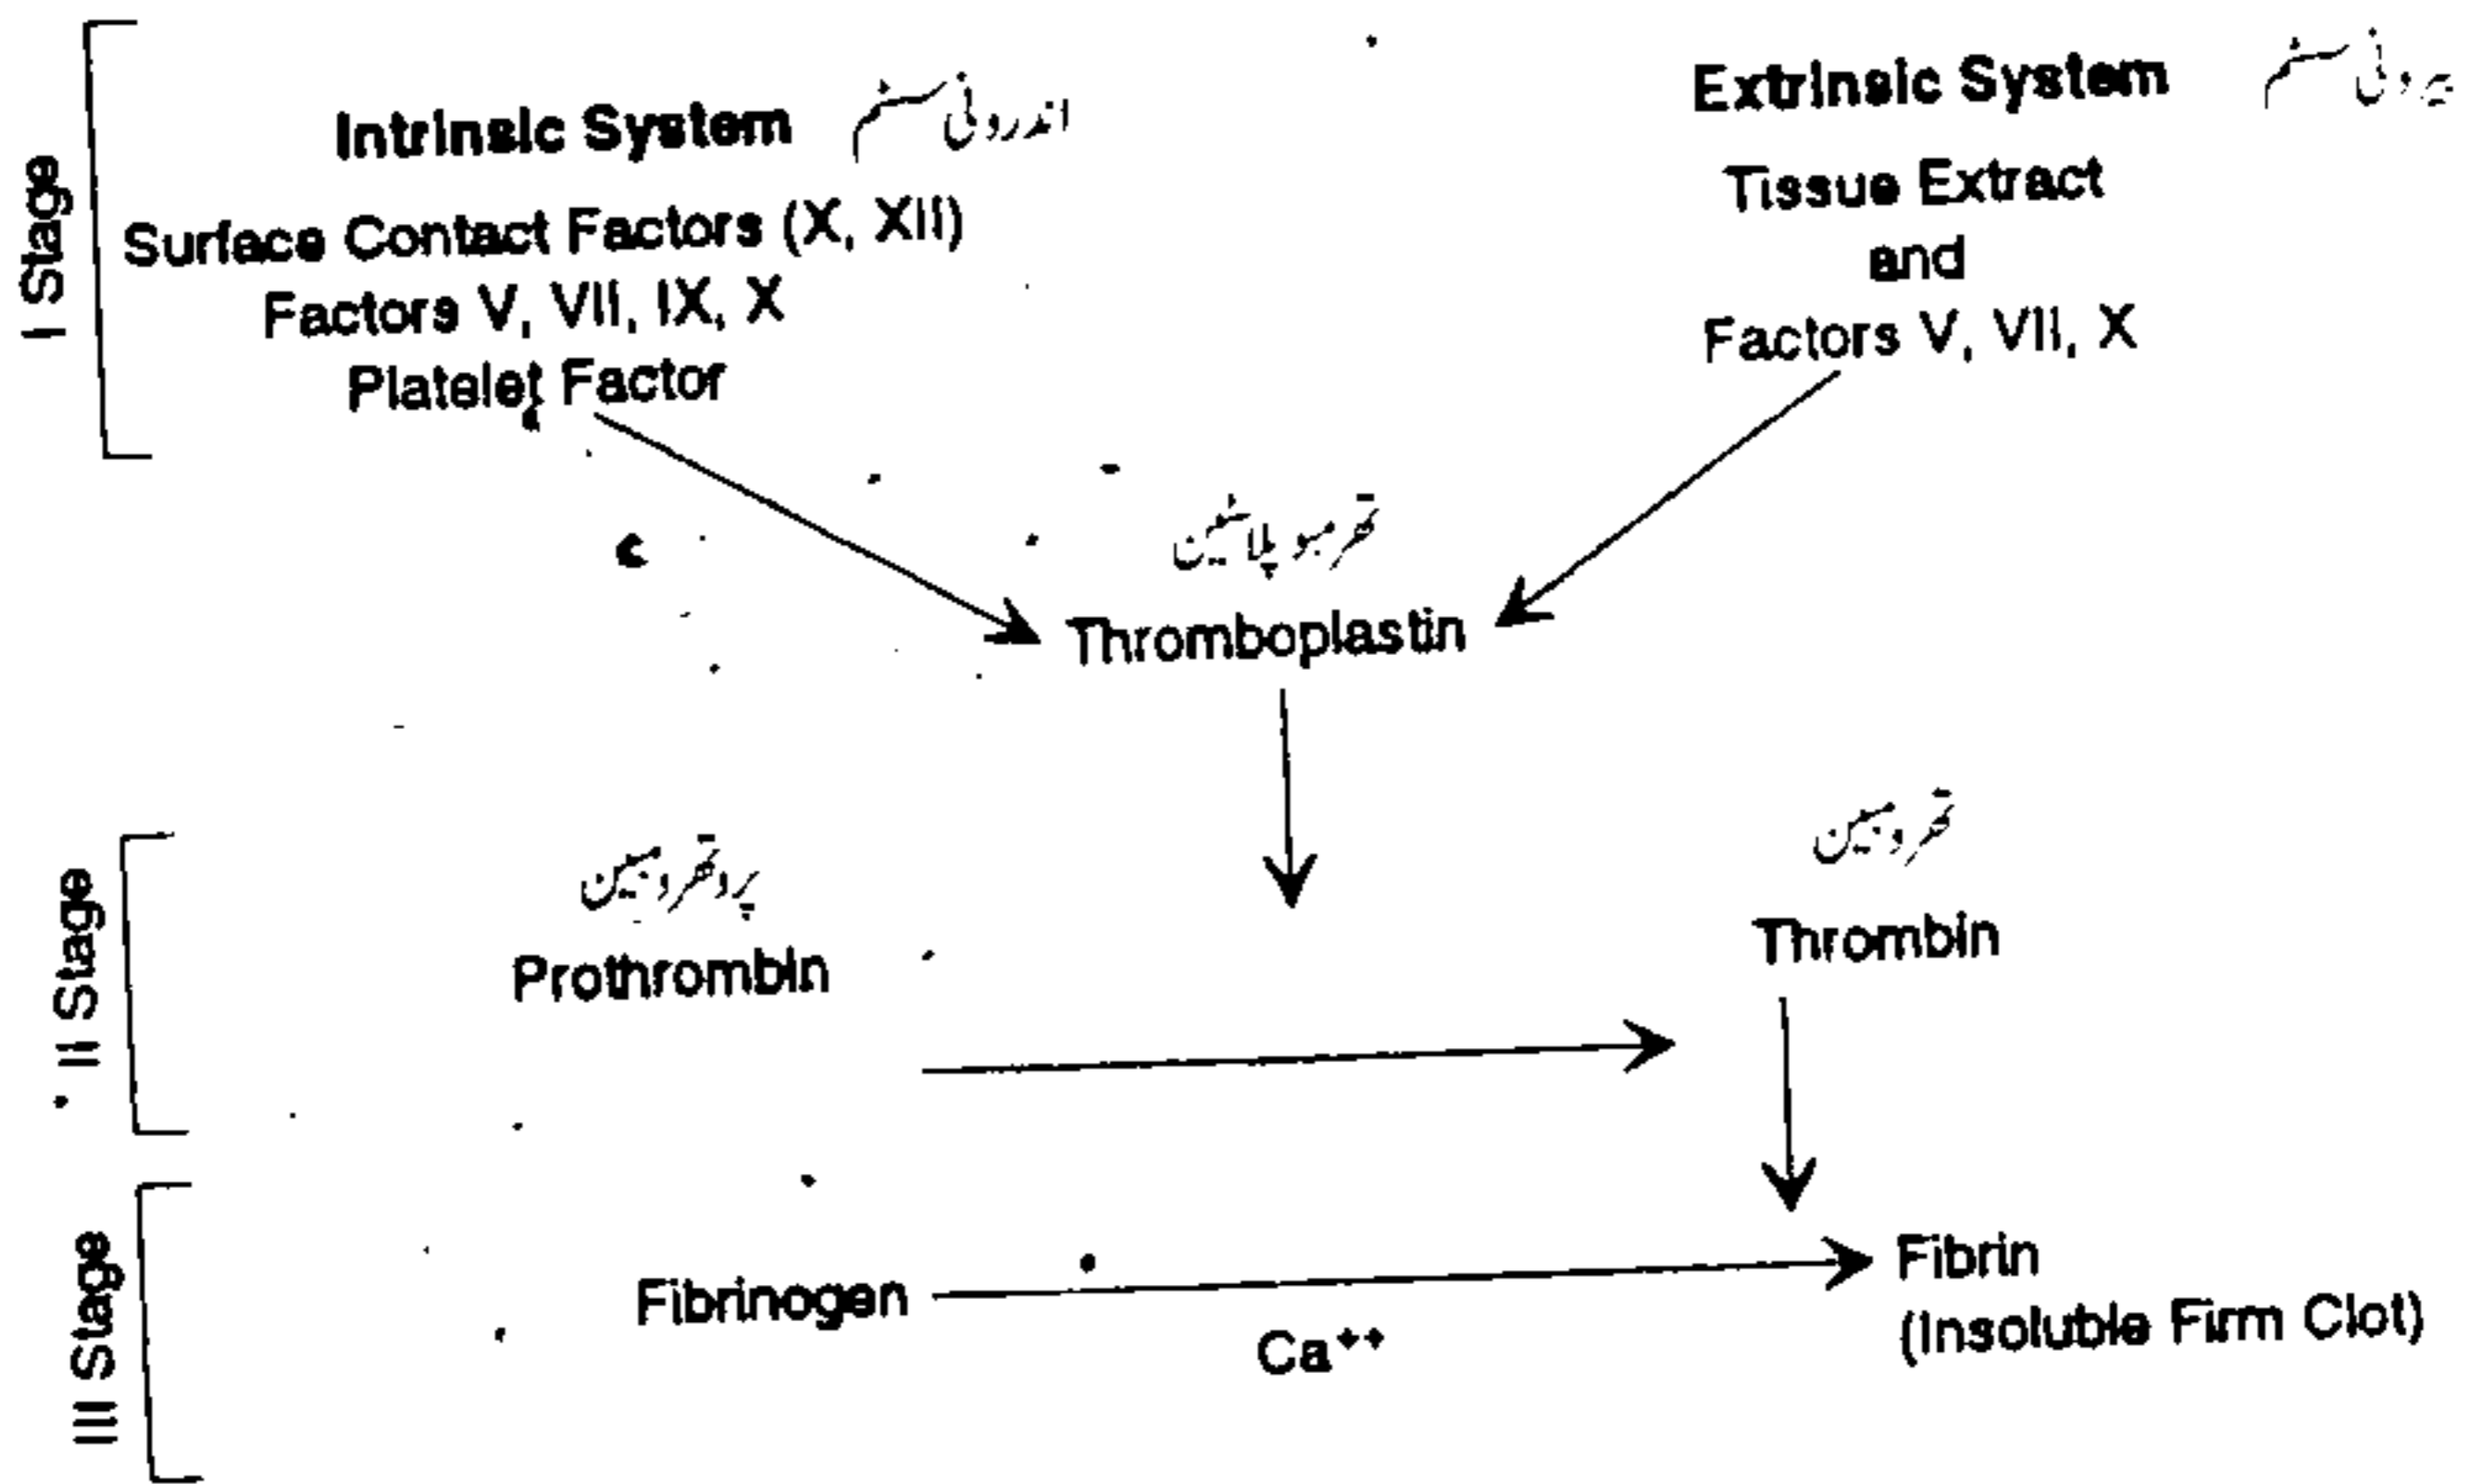 I Stage
Intrinsic System اندرونی سسٹم
Surface Contact Factors (X, XII)
Factors V, VII, IX, X
Platelet Factor
Extrinsic System بیرونی سسٹم
Tissue Extract
and
Factors V, VII, X
تھرمبو پلاسٹین
Thromboplastin
II Stage
پروتھرومبین
Prothrombin
تھرومبین
Thrombin
III Stage
Fibrinogen
Ca++
Fibrin
(Insoluble Firm Clot)